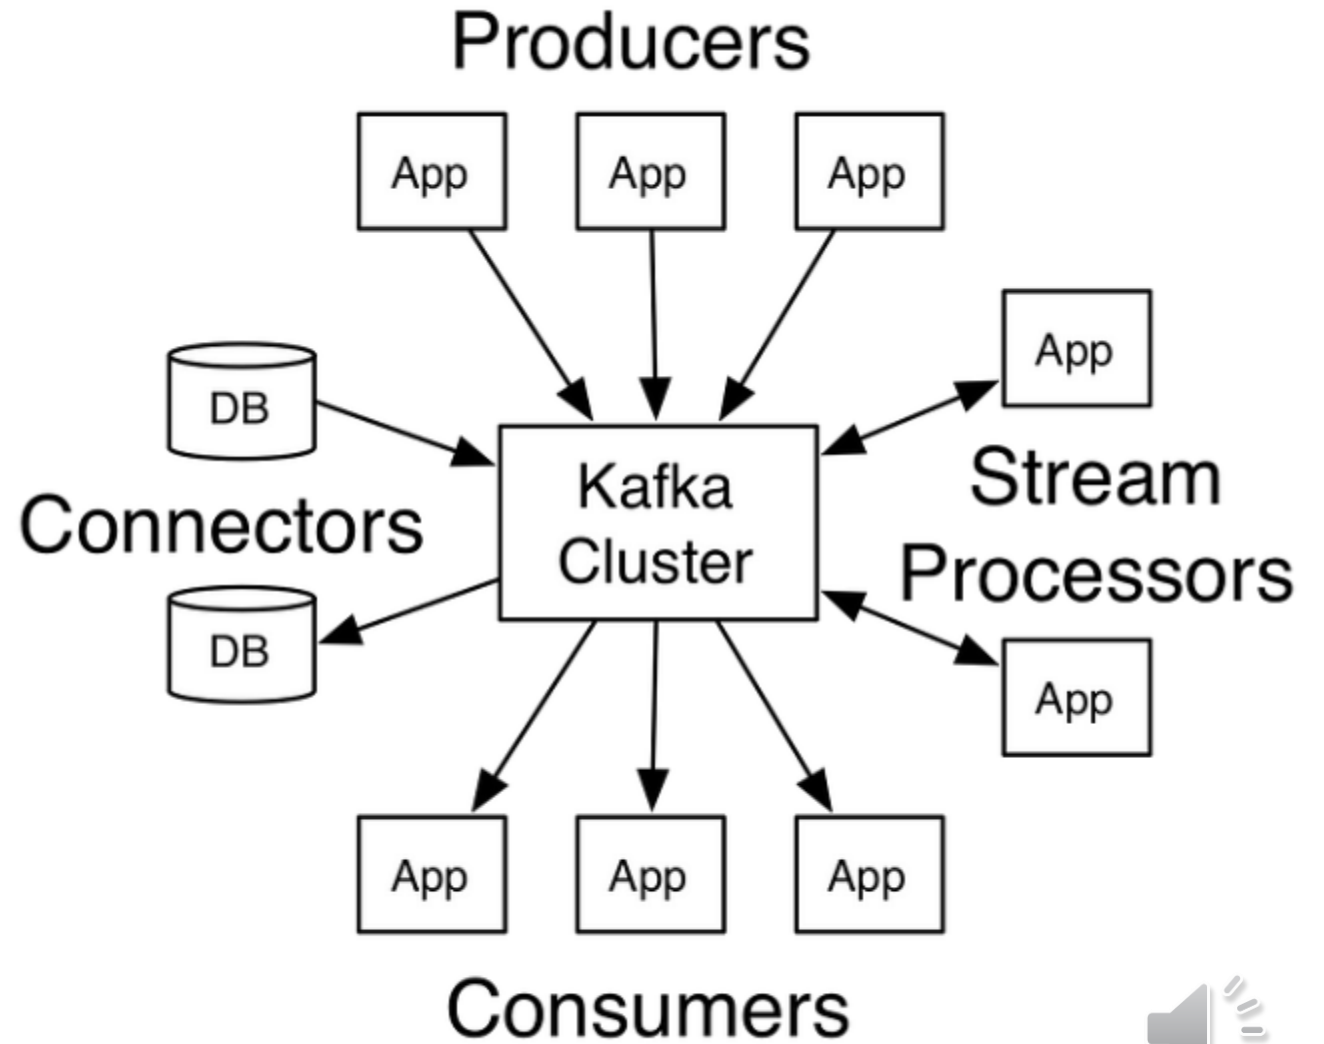 Producers
App
App
App
App
DB
Stream
Kafka
Connectors
Cluster
Processors
DB
App
App
App
App
Consumers